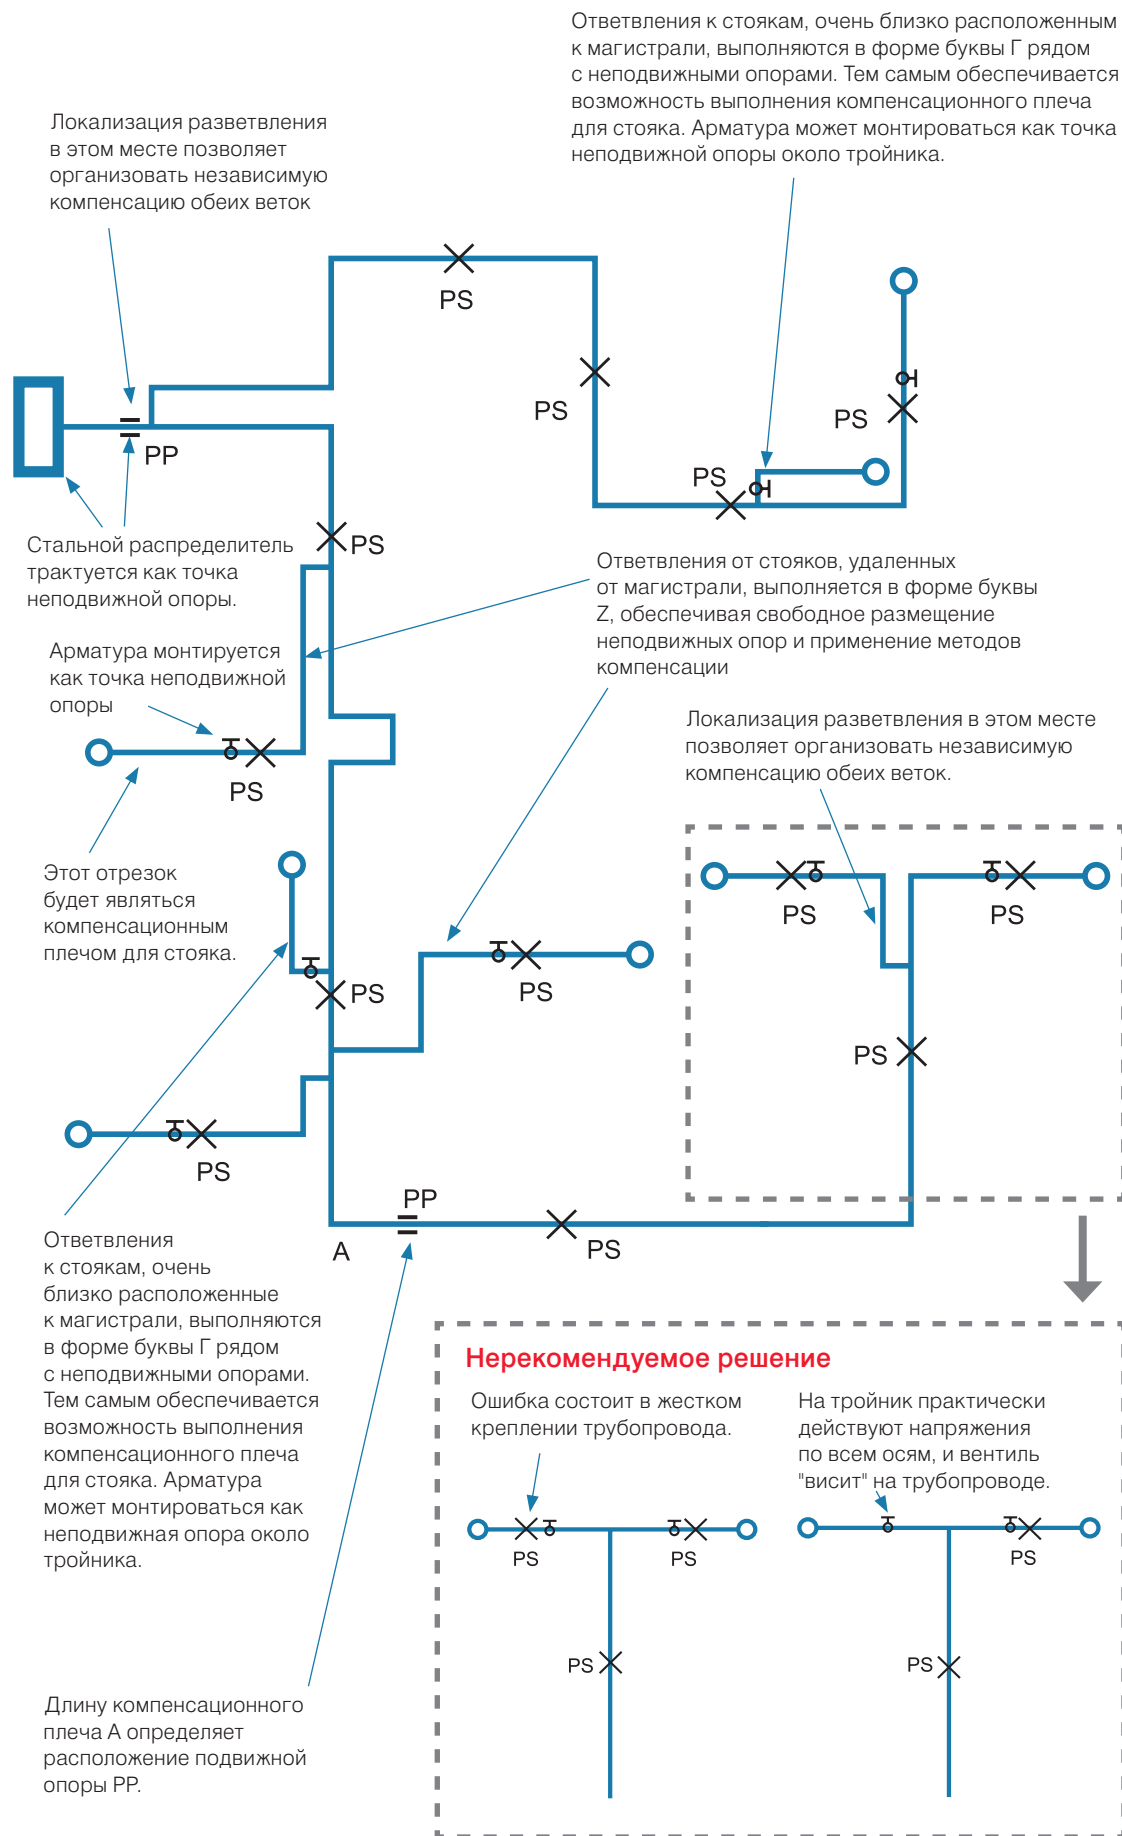 Ответвления к стоякам, очень близко расположенным
к магистрали, выполняются в форме буквы Г рядом
с неподвижными опорами. Тем самым обеспечивается
возможность выполнения компенсационного плеча
для стояка. Арматура может монтироваться как точка
неподвижной опоры около тройника.
Локализация разветвления
в этом месте позволяет
организовать независимую
компенсацию обеих веток
PS
PS
PS
PP
PS
PS
Стальной распределитель
трактуется как точка
неподвижной опоры.
Ответвления от стояков, удаленных
от магистрали, выполняется в форме буквы
Z, обеспечивая свободное размещение
неподвижных опор и применение методов
компенсации
Арматура монтируется
как точка неподвижной
опоры
PS
Локализация разветвления в этом месте
позволяет организовать независимую
компенсацию обеих веток.
Этот отрезок
будет являться
компенсационным
плечом для стояка.
PS
PS
PS
PS
PS
PS
PP
A
PS
Ответвления
к стоякам, очень
близко расположенные
к магистрали, выполняются
в форме буквы Г рядом
с неподвижными опорами.
Тем самым обеспечивается
возможность выполнения
компенсационного плеча
для стояка. Арматура
может монтироваться как
неподвижная опора около
тройника.
Нерекомендуемое решение
Ошибка состоит в жестком
креплении трубопровода.
На тройник практически
действуют напряжения
по всем осям, и вентиль
"висит" на трубопроводе.
PS
PS
PS
PS
PS
Длину компенсационного
плеча А определяет
расположение подвижной
опоры PP.